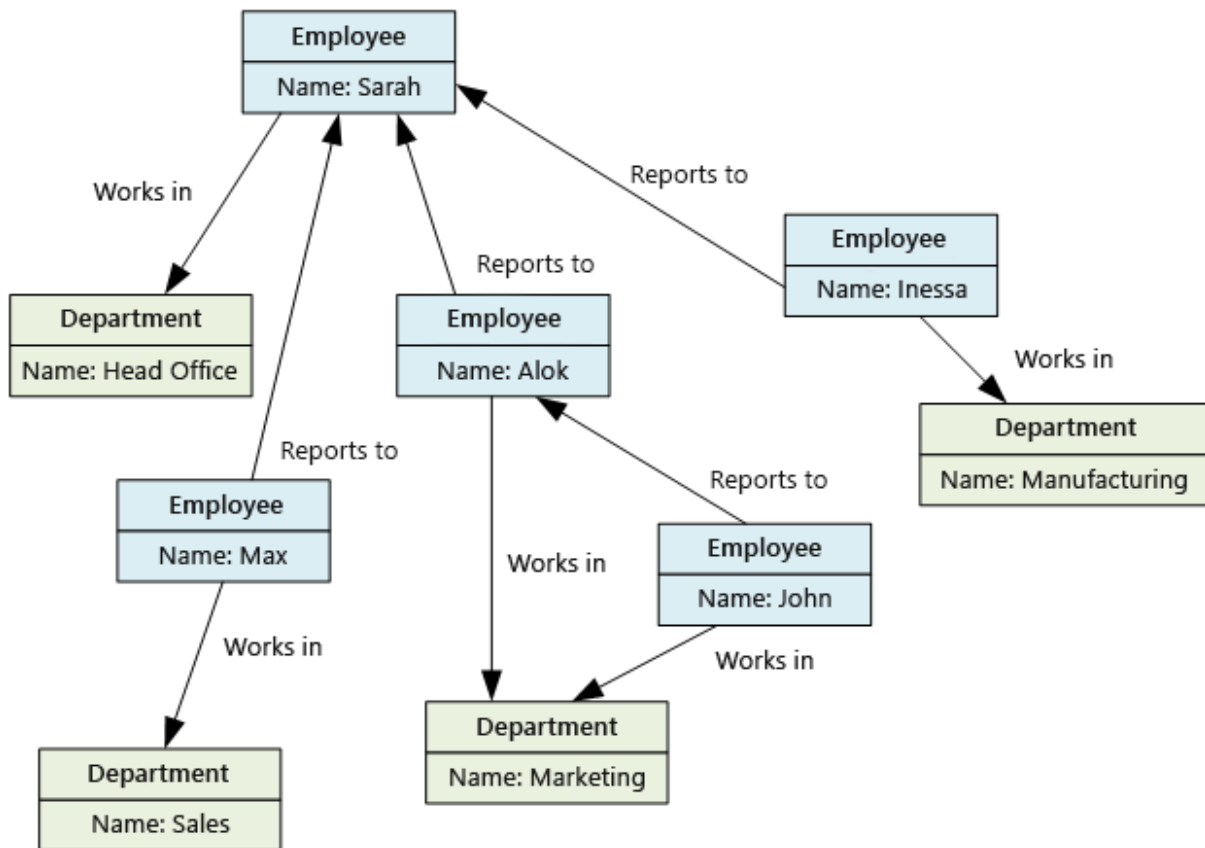 Employee
Name: Sarah
Works in
Reports to
Employee
Name: Inessa
Reports to
Employee
Name: Alok
Department
Name: Head Office
Works in
Department
Name: Manufacturing
Reports to
Employee
Name: Max
Reports to
Employee
Name: John
Works in
Works in
Works in
Department
Name: Marketing
Department
Name: Sales